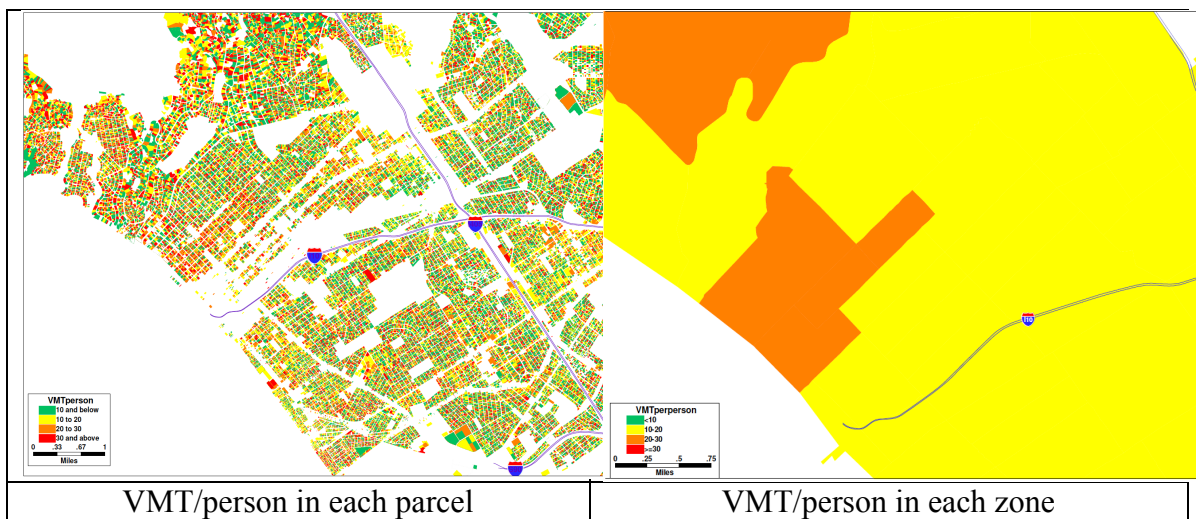 VMTperson
10 and below
10 to 20
20 to 30
30 and above
0 .33 .67 1
Miles
VMTperperson
<10
10-20
20-30
>=30
0 .25 .5 .75
Miles
VMT/person in each parcel
VMT/person in each zone